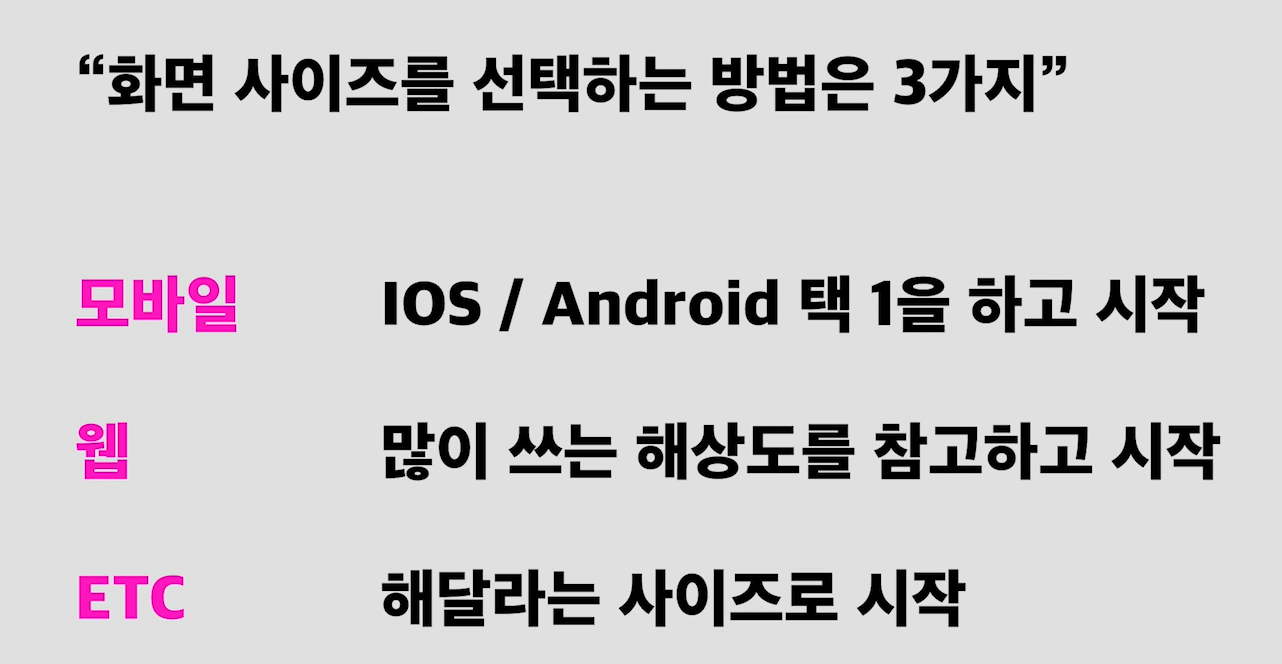 “화면 사이즈를 선택하는 방법은 3가지”
모바일 IOS / Android 택 1을 하고 시작
웹 많이 쓰는 해상도를 참고하고 시작
ETC 해달라는 사이즈로 시작